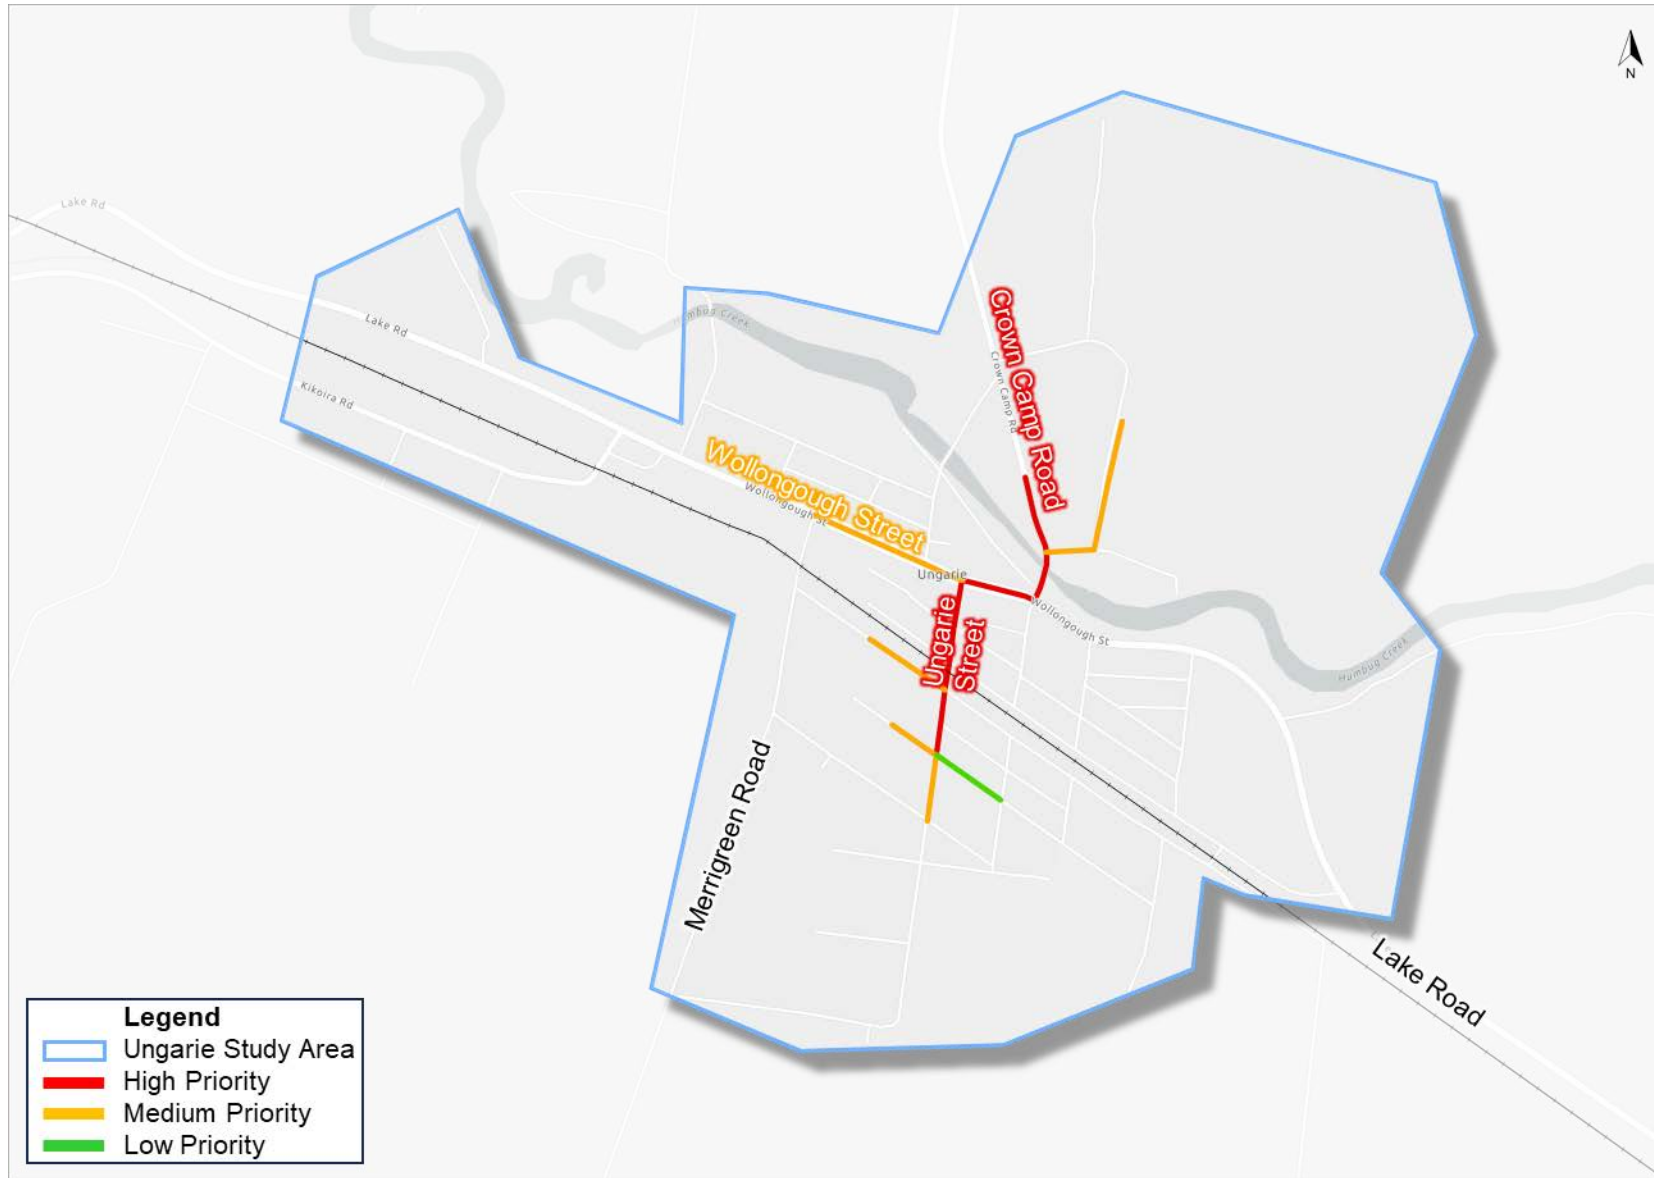 N
Lake Rd
Humbug Creek
Lake Rd
Crown Camp Road
Crown Camp Rd
Kikoira Rd
Wollongough Street
Wollongough St
Ungarie
Wollongough St
Ungarie
Street
Humbug Creek
Merrigreen Road
Lake Road
Legend
Ungarie Study Area
High Priority
Medium Priority
Low Priority